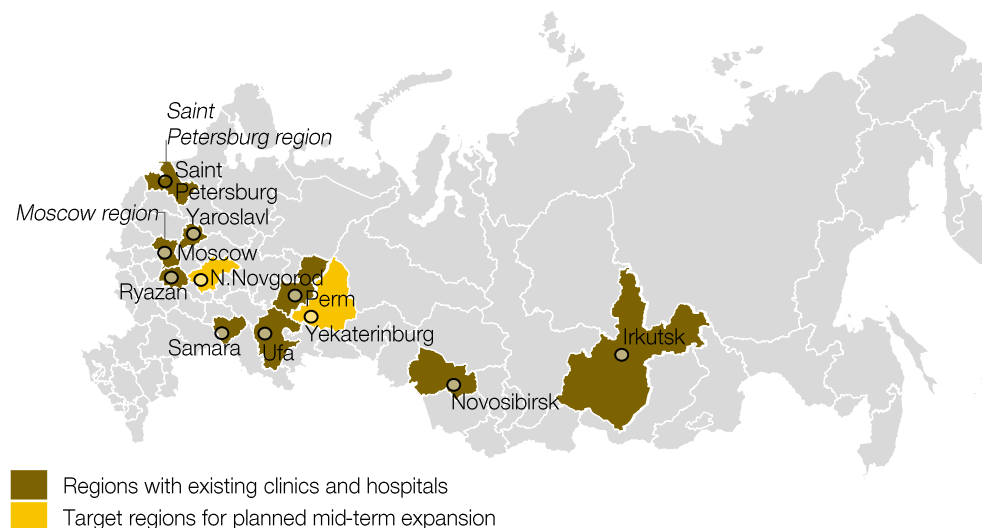 Saint
Petersburg region
Saint
Petersburg
Moscow region
Yaroslavl
Moscow
N.Novgorod
Ryazan
Perm
Yekaterinburg
Samara
Ufa
Irkutsk
Novosibirsk
Regions with existing clinics and hospitals
Target regions for planned mid-term expansion